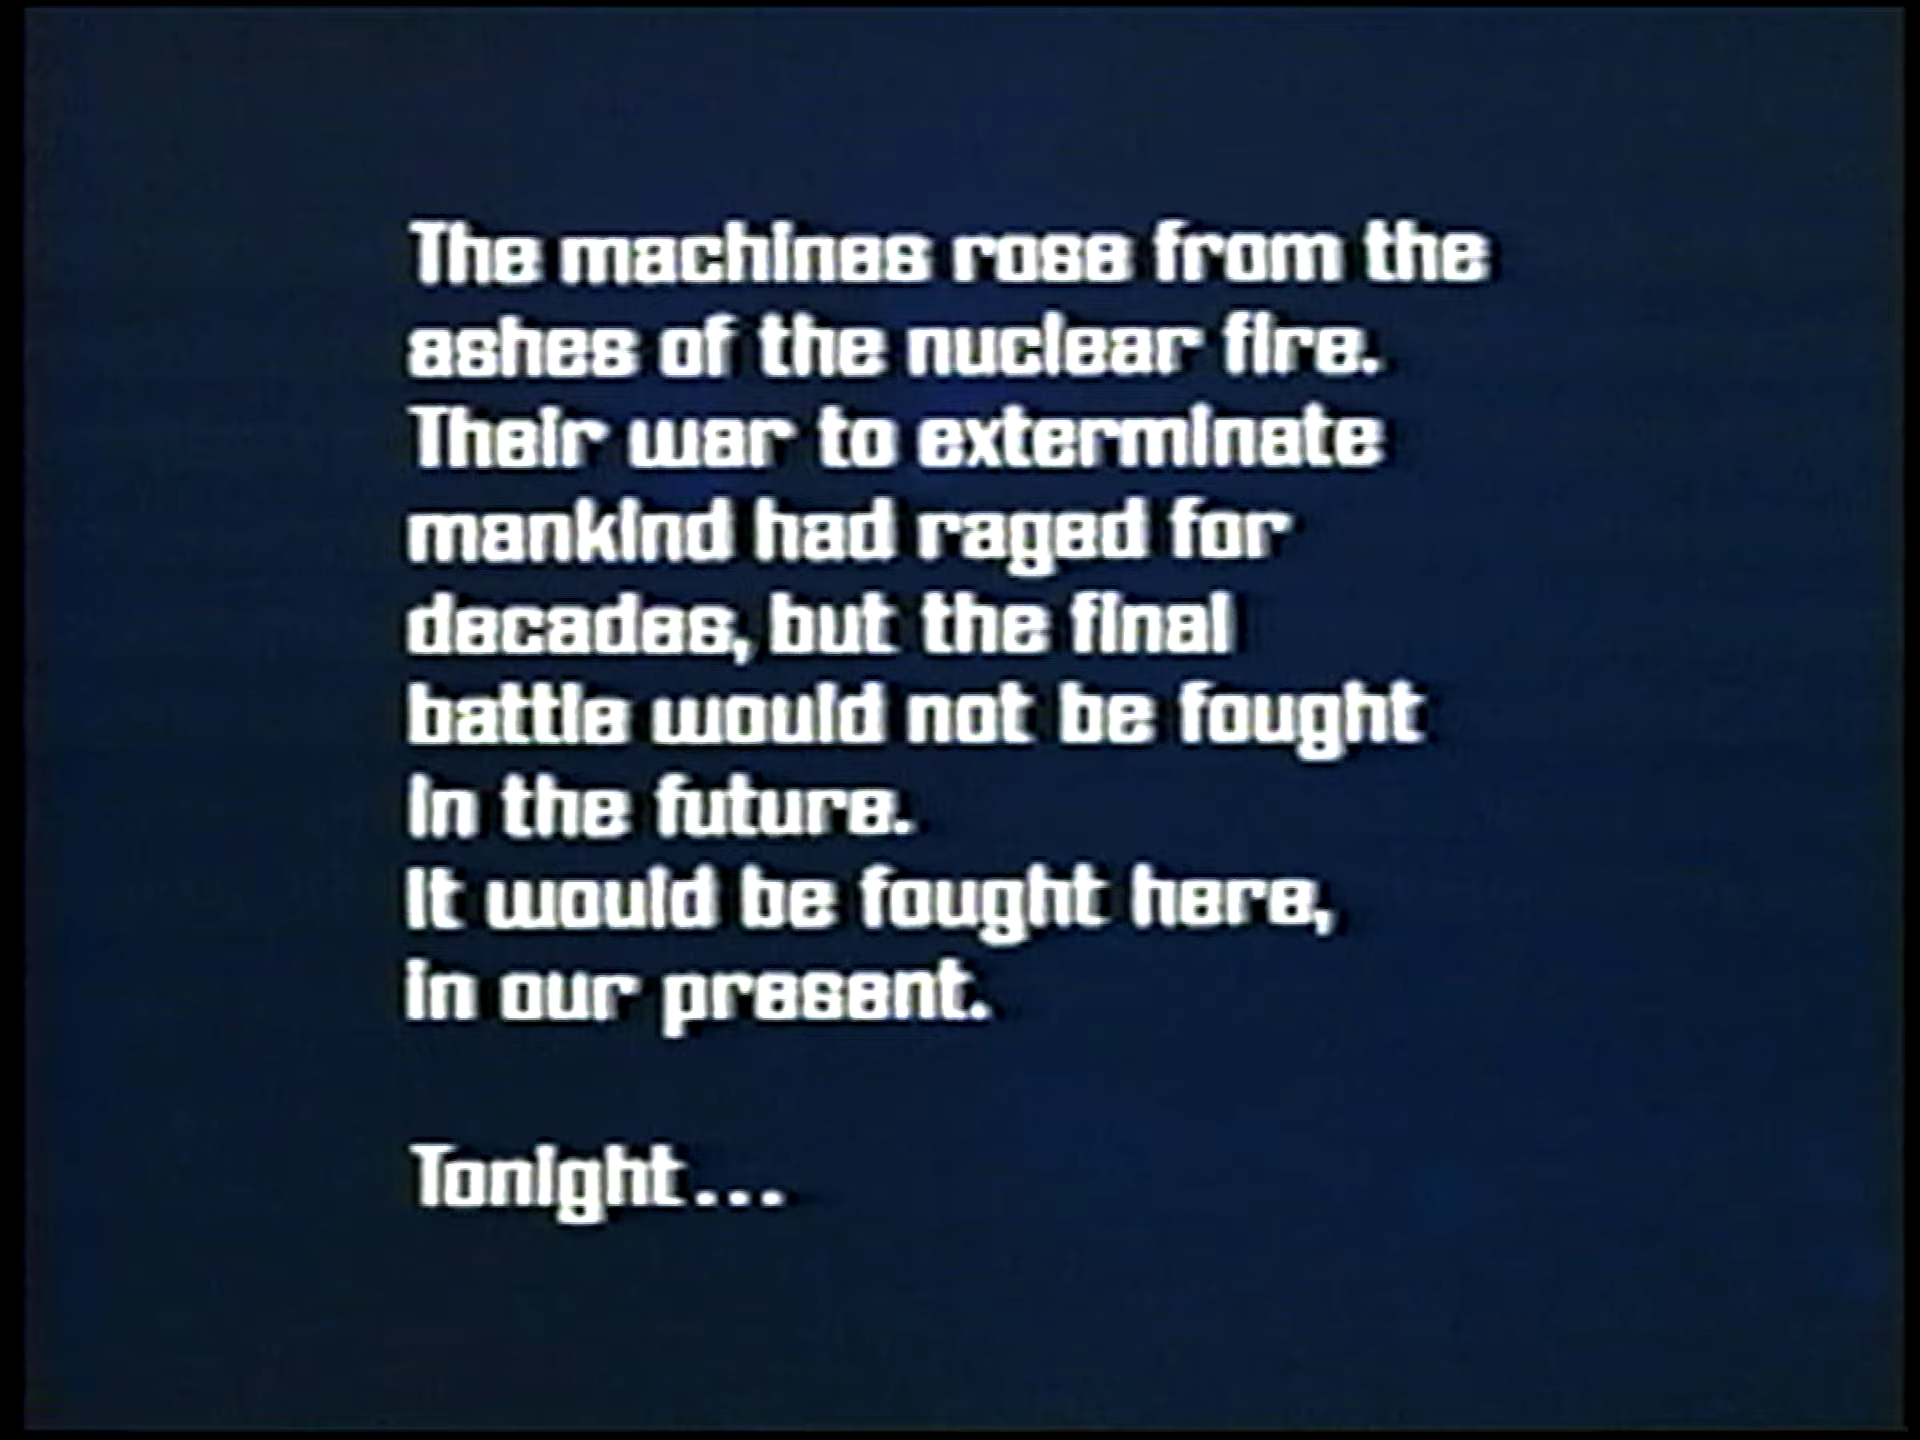 The machines rose from the
ashes of the nuclear fire.
Their war to exterminate
mankind had raged for
decades, but the final
battle would not be fought
in the future.
It would be fought here,
in our present.
Tonight...